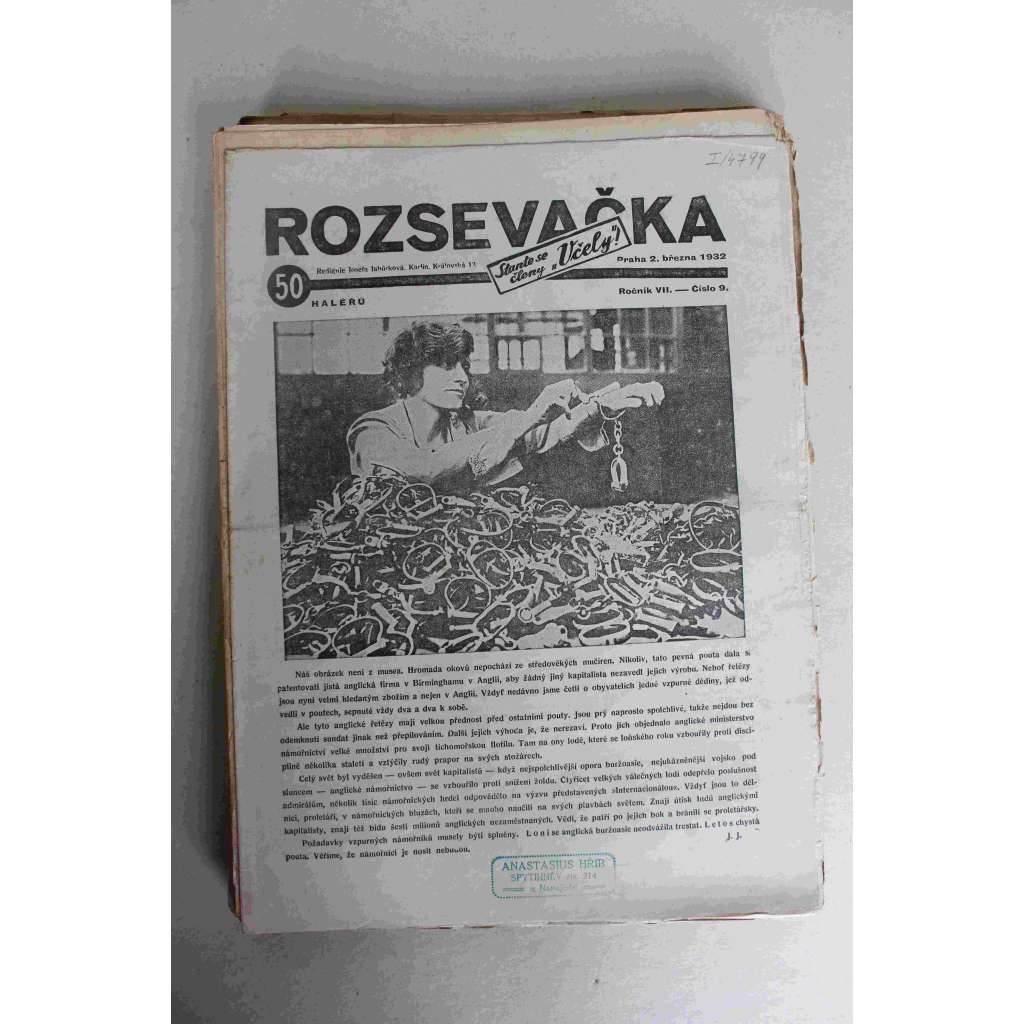 I/4799
ROZSEVAČKA
Staňte se členy „Včely“!
Rediguje Josefa Jabůrková, Karlín, Královská
Praha 2. března 1932
50
HALÉŘŮ
Ročník VII. — Číslo 9.
Náš obrázek není z musea. Hromada okovů nepochází ze středověkých mučíren. Nikoliv, tato pevná pouta dala si
patentovati jistá anglická firma v Birminghamu v Anglii, aby žádný jiný kapitalista nezavedl jejich výrobu. Neboť řetězy
jsou nyní velmi hledaným zbožím a nejen v Anglii. Vždyť nedávno jsme četli o obyvatelích jedné vzpurné dědiny, jež od-
vedli v poutech, sepnuté vždy dva a dva k sobě.
Ale tyto anglické řetězy mají velkou přednost před ostatními pouty. Jsou prý naprosto spolehlivé, takže nejdou bez
odemknutí sundat jinak než přepilováním. Další jejich výhoda je, že nerezaví. Proto jich objednalo anglické ministerstvo
námořnictví velké množství pro svoji tichomořskou flotilu. Tam na ony lodě, které se loňského roku vzbouřily proti disci-
plině několika staletí a vztýčily rudý prapor na svých stožárech.
Celý svět byl vyděšen — ovšem svět kapitalistů — když nejspolehlivější opora buržoasie, nejukázněnější vojsko pod
sluncem — anglické námořnictvo — se vzbouřilo proti snížení žoldu. Čtyřicet velkých válečných lodí odepřelo poslušnost
admirálům, několik tisíc námořnických hrdel odpovědělo na výzvu představených »Internacionálou«. Vždyť jsou to děl-
níci, proletáři, v námořnických bluzách, kteří se mnoho naučili na svých plavbách světem. Znají útisk lidu anglickými
kapitalisty, znají též bídu šesti milionů anglických nezaměstnaných. Vědí, že patří po jejich bok a bránili se proletářsky.
Požadavky vzpurných námořníků musely býti splněny. Loni se anglická buržoasie neodvážila trestat. Letos chystá
pouta. Věříme, že námořníci je nosit nebudou.
J. J.
ANASTASIUS HŘIB
SPYTIHNĚV čís. 314